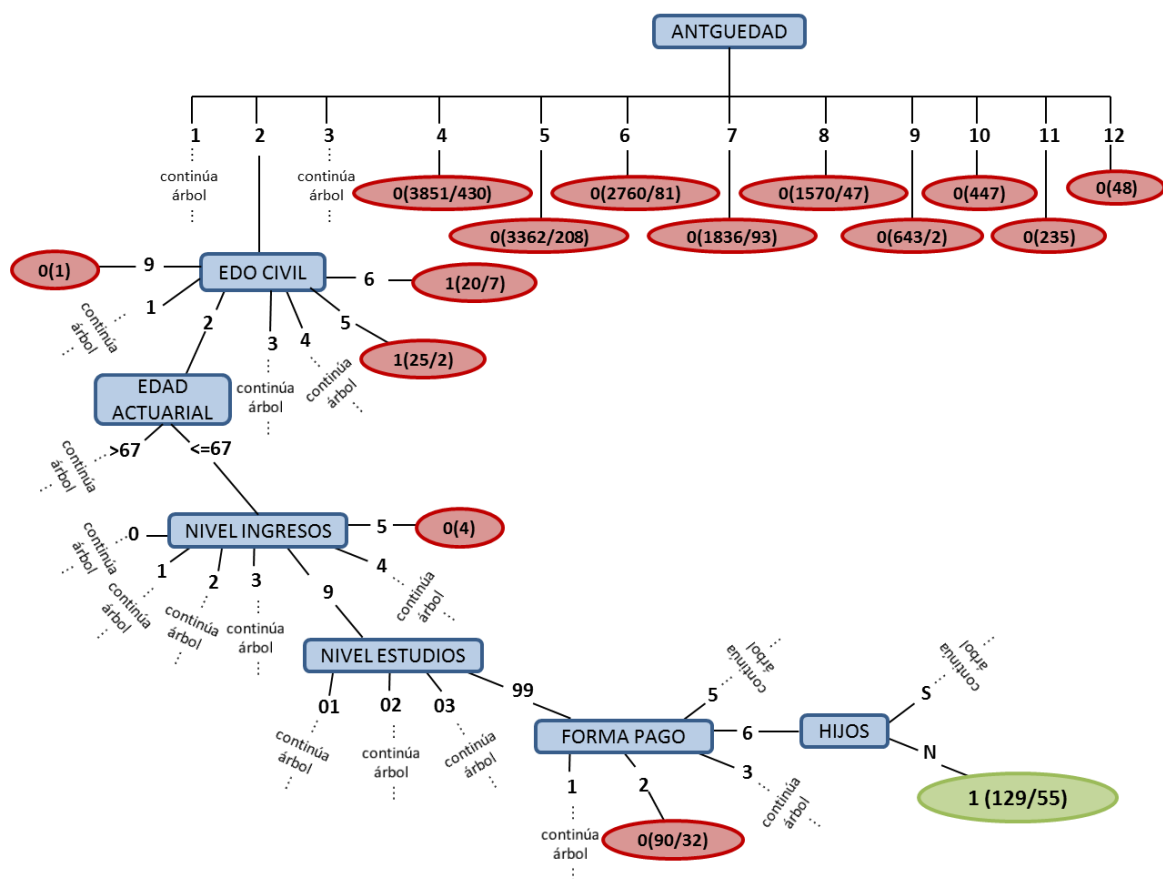 ANTGUEDAD
1
2
3
4
5
6
7
8
9
10
11
12
continúa
árbol
continúa
árbol
0(3851/430)
0(2760/81)
0(1570/47)
0(447)
0(48)
0(3362/208)
0(1836/93)
0(643/2)
0(235)
0(1)
9
EDO CIVIL
6
1(20/7)
1
continúa
árbol
2
3
continúa
árbol
4
continúa
árbol
5
1(25/2)
EDAD
ACTUARIAL
>67
continúa
árbol
<=67
NIVEL INGRESOS
0
continúa
árbol
1
continúa
árbol
2
continúa
árbol
3
continúa
árbol
9
4
continúa
árbol
5
0(4)
NIVEL ESTUDIOS
01
continúa
árbol
02
continúa
árbol
03
continúa
árbol
99
FORMA PAGO
5
continúa
árbol
6
HIJOS
S
continúa
árbol
N
1 (129/55)
1
continúa
árbol
2
0(90/32)
3
continúa
árbol